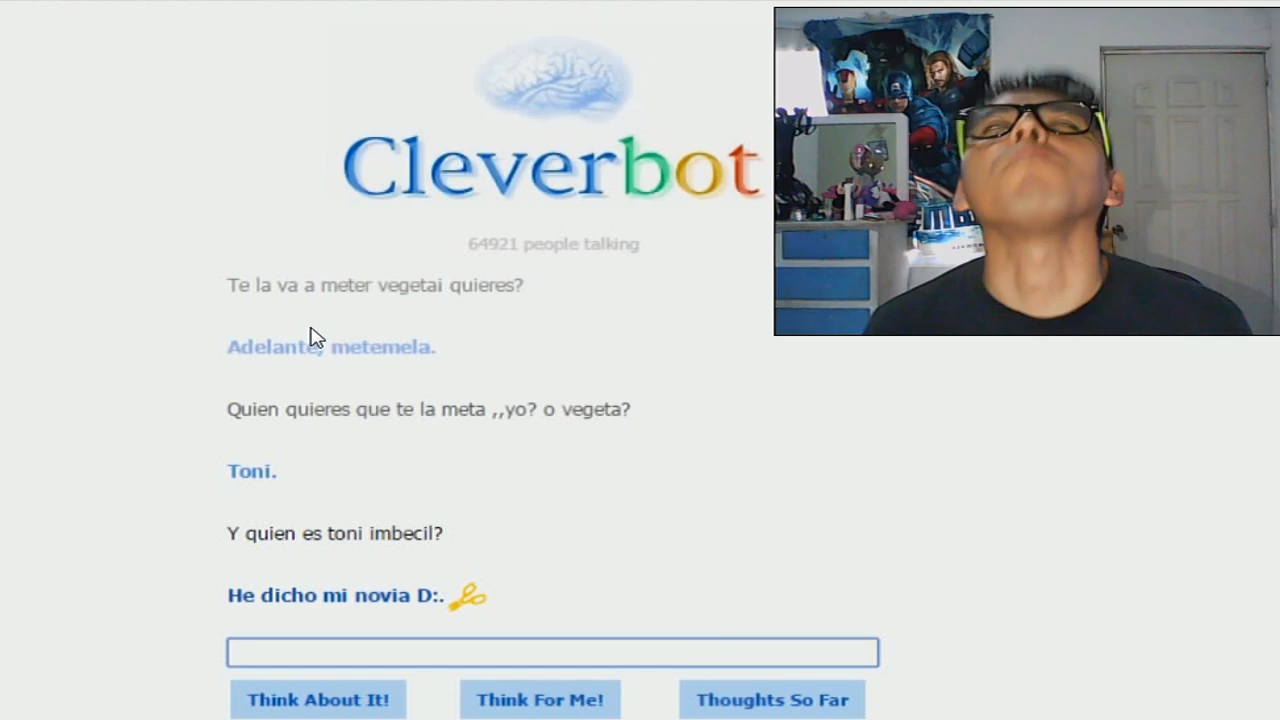 Cleverbot
64921 people talking
Te la va a meter vegetai quieres?
Adelante, metemela.
Quien quieres que te la meta ,,yo? o vegeta?
Toni.
Y quien es toni imbecil?
He dicho mi novia D:.
Think About It!
Think For Me!
Thoughts So Far